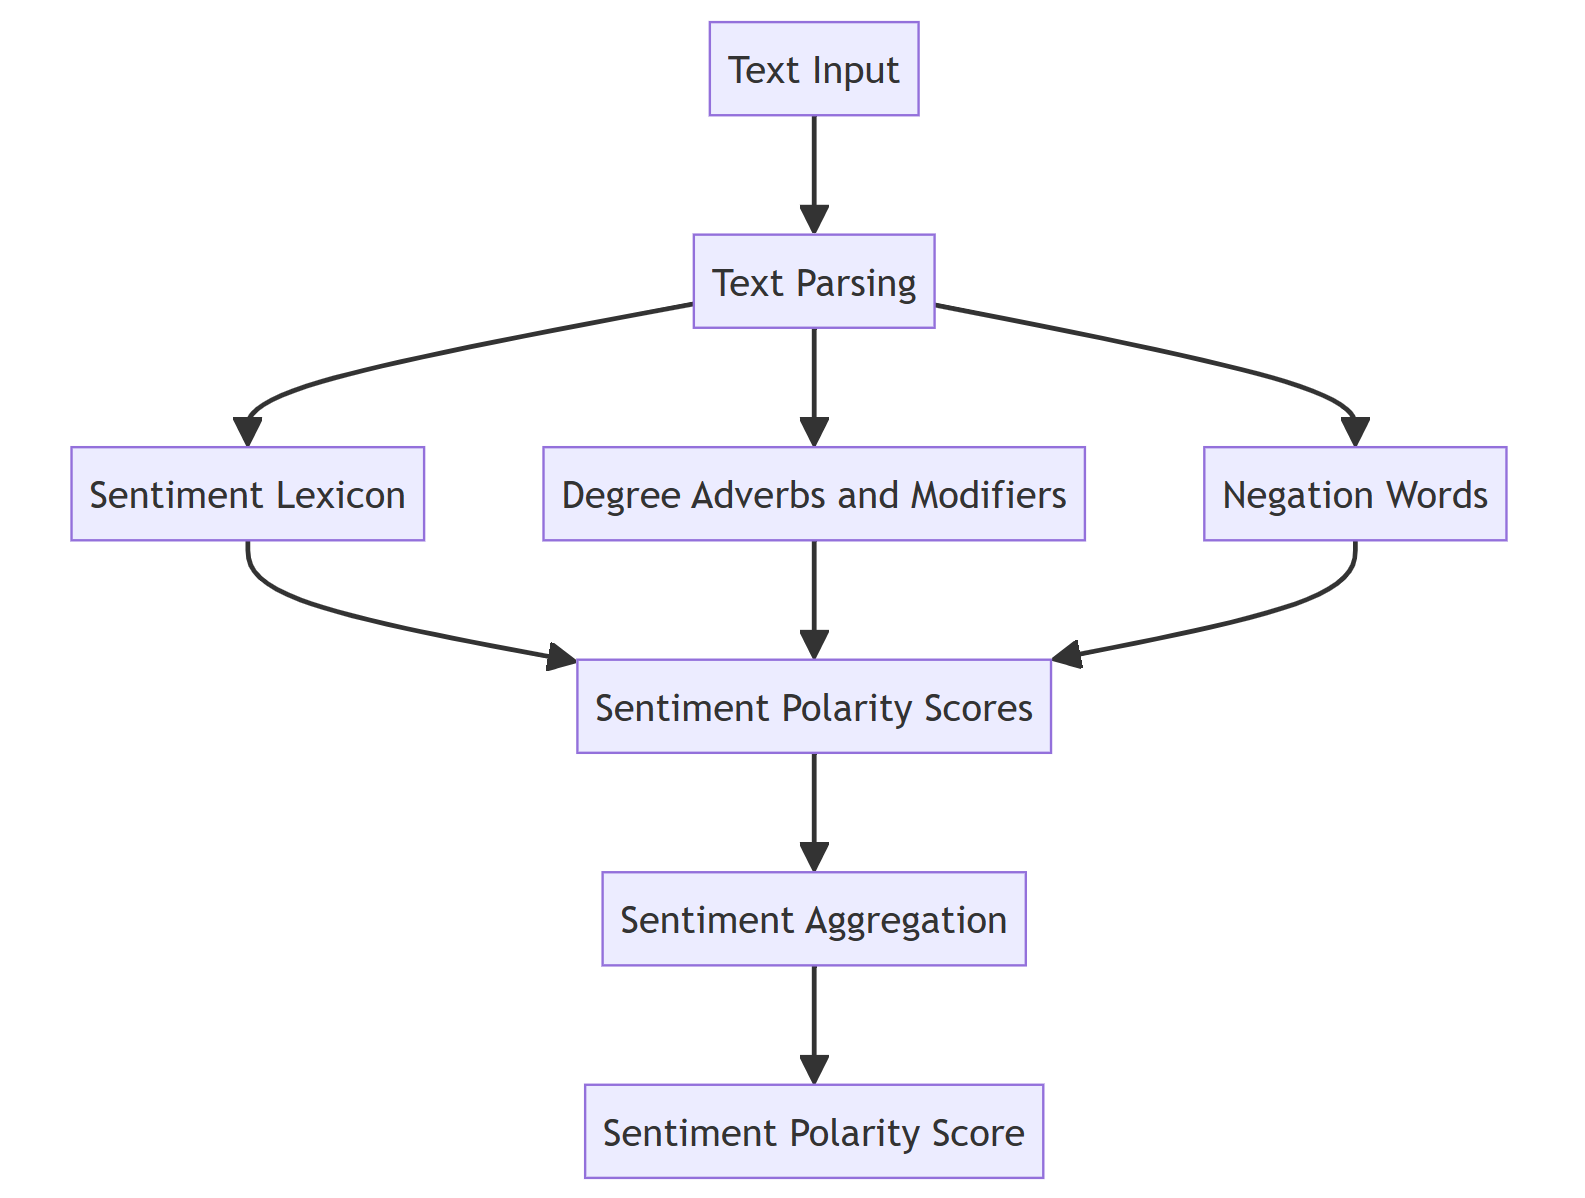 Text Input
Text Parsing
Sentiment Lexicon
Degree Adverbs and Modifiers
Negation Words
Sentiment Polarity Scores
Sentiment Aggregation
Sentiment Polarity Score